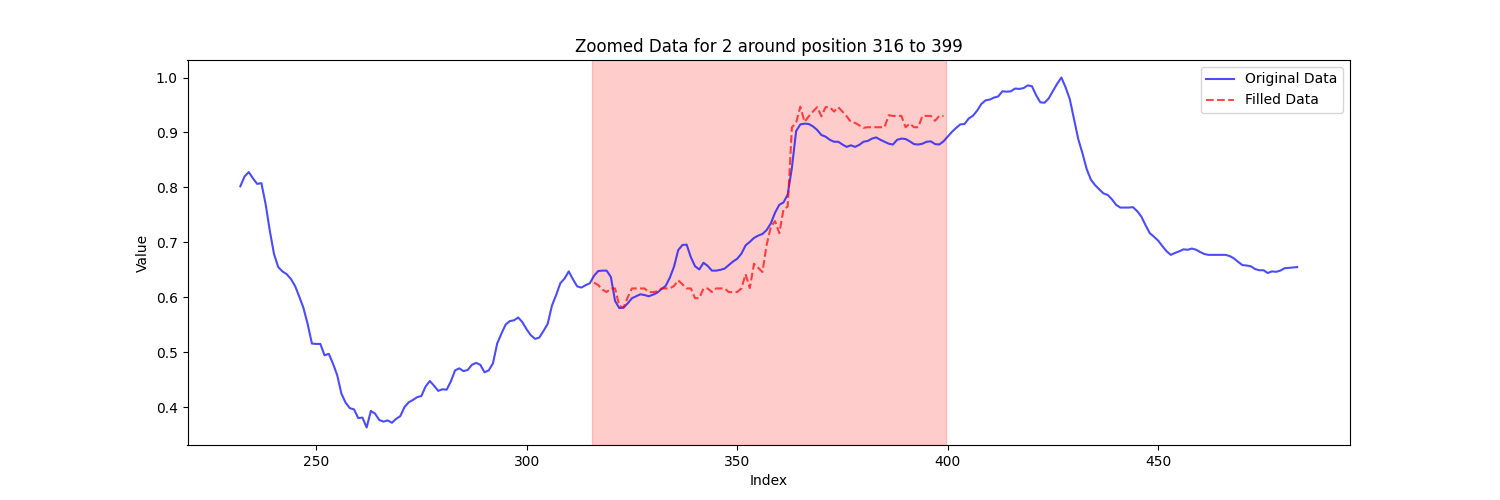 Zoomed Data for 2 around position 316 to 399
Original Data
Filled Data
Value
1.0
0.9
0.8
0.7
0.6
0.5
0.4
250
300
350
400
450
Index